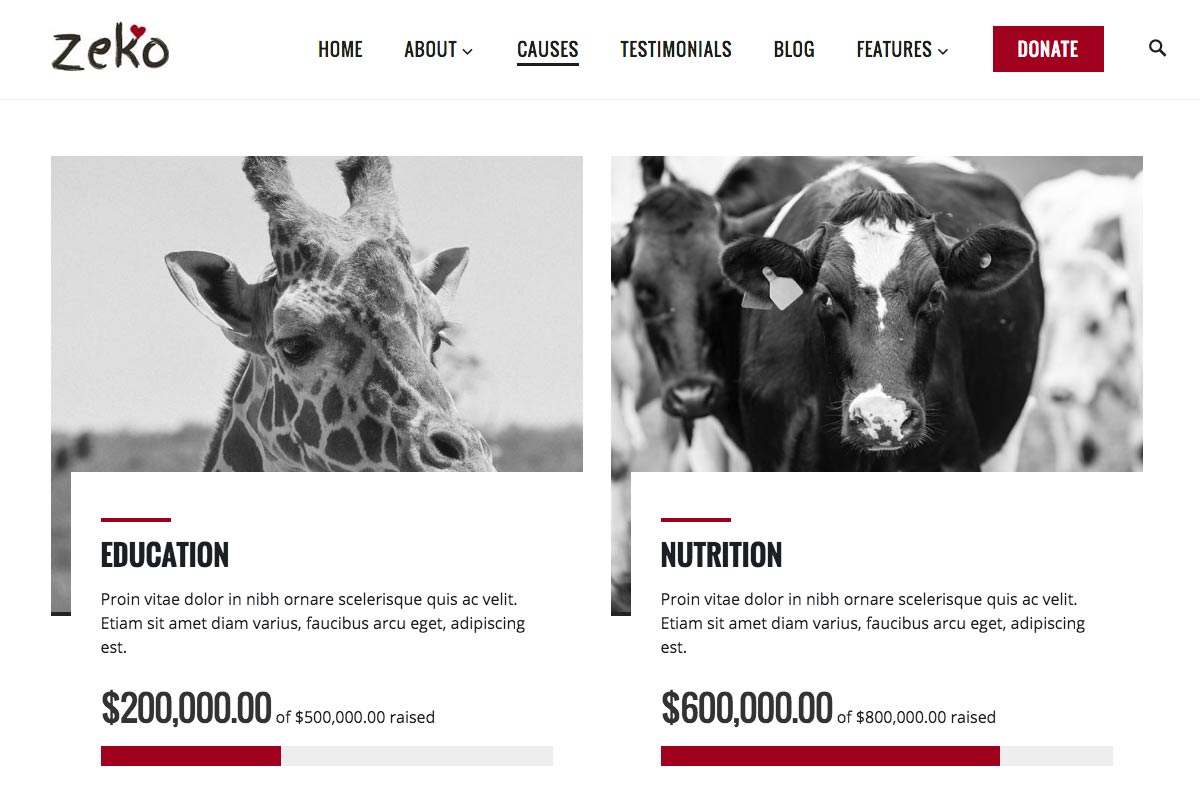 zeko
HOME
ABOUT
CAUSES
TESTIMONIALS
BLOG
FEATURES
DONATE
EDUCATION
Proin vitae dolor in nibh ornare scelerisque quis ac velit.
Etiam sit amet diam varius, faucibus arcu eget, adipiscing
est.
$200,000.00 of $500,000.00 raised
NUTRITION
Proin vitae dolor in nibh ornare scelerisque quis ac velit.
Etiam sit amet diam varius, faucibus arcu eget, adipiscing
est.
$600,000.00 of $800,000.00 raised